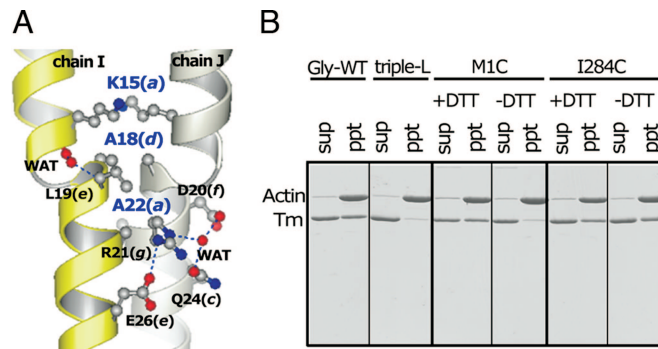 A
chain I
chain J
K15(a)
A18(d)
WAT
L19(e)
D20(f)
A22(a)
R21(g)
WAT
Q24(c)
E26(e)
B
Gly-WT triple-L M1C I284C
+DTT -DTT +DTT -DTT
sup ppt sup ppt sup ppt sup ppt sup ppt sup ppt
Actin
Tm